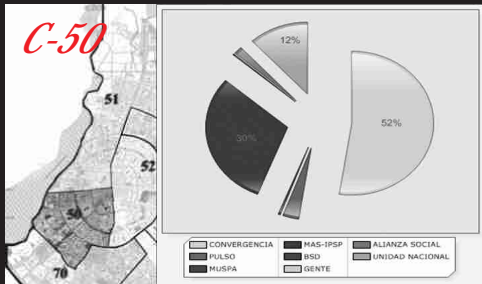 C-50
51
52
50
70
12%
30%
52%
CONVERGENCIA MAS-IPSP ALIANZA SOCIAL
PULSO BSD UNIDAD NACIONAL
MUSPA GENTE